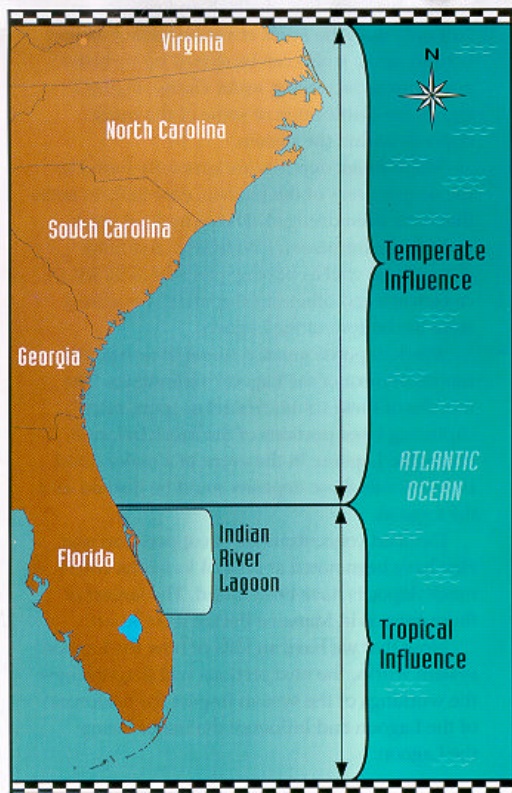 Virginia
N
North Carolina
South Carolina
Temperate
Influence
Georgia
ATLANTIC
OCEAN
Florida
Indian
River
Lagoon
Tropical
Influence